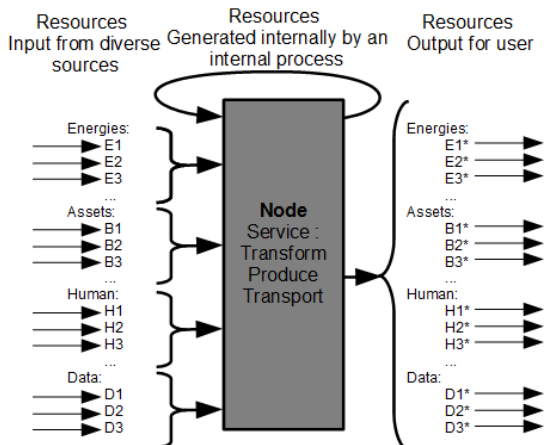 Resources
Input from diverse
sources
Resources
Generated internally by an
internal process
Resources
Output for user
Energies:
E1
E2
E3
...
Assets:
B1
B2
B3
...
Human:
H1
H2
H3
...
Data:
D1
D2
D3
Node
Service :
Transform
Produce
Transport
Energies:
E1*
E2*
E3*
...
Assets:
B1*
B2*
B3*
...
Human:
H1*
H2*
H3*
...
Data:
D1*
D2*
D3*